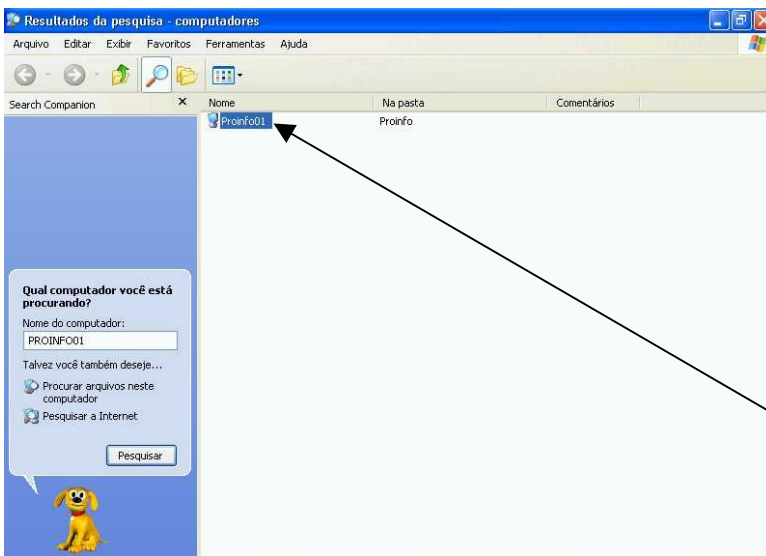 Resultados da pesquisa - computadores
Arquivo Editar Exibir Favoritos Ferramentas Ajuda
Search Companion
Nome Na pasta Comentários
Proinfo01 Proinfo
Qual computador você está
procurando?
Nome do computador:
PROINFO01
Talvez você também deseje...
Procurar arquivos neste
computador
Pesquisar a Internet
Pesquisar